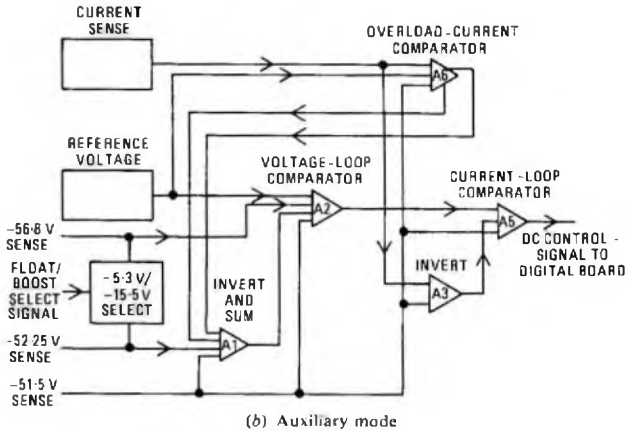 CURRENT
SENSE
OVERLOAD-CURRENT
COMPARATOR
A6
REFERENCE
VOLTAGE
VOLTAGE-LOOP
COMPARATOR
A2
CURRENT-LOOP
COMPARATOR
A5
DC CONTROL-
SIGNAL TO
DIGITAL BOARD
-56·8 V
SENSE
FLOAT/
BOOST
SELECT
SIGNAL
-5·3 V/
-15·5 V
SELECT
INVERT
AND
SUM
A1
INVERT
A3
-52·25 V
SENSE
-51·5 V
SENSE
(b) Auxiliary mode